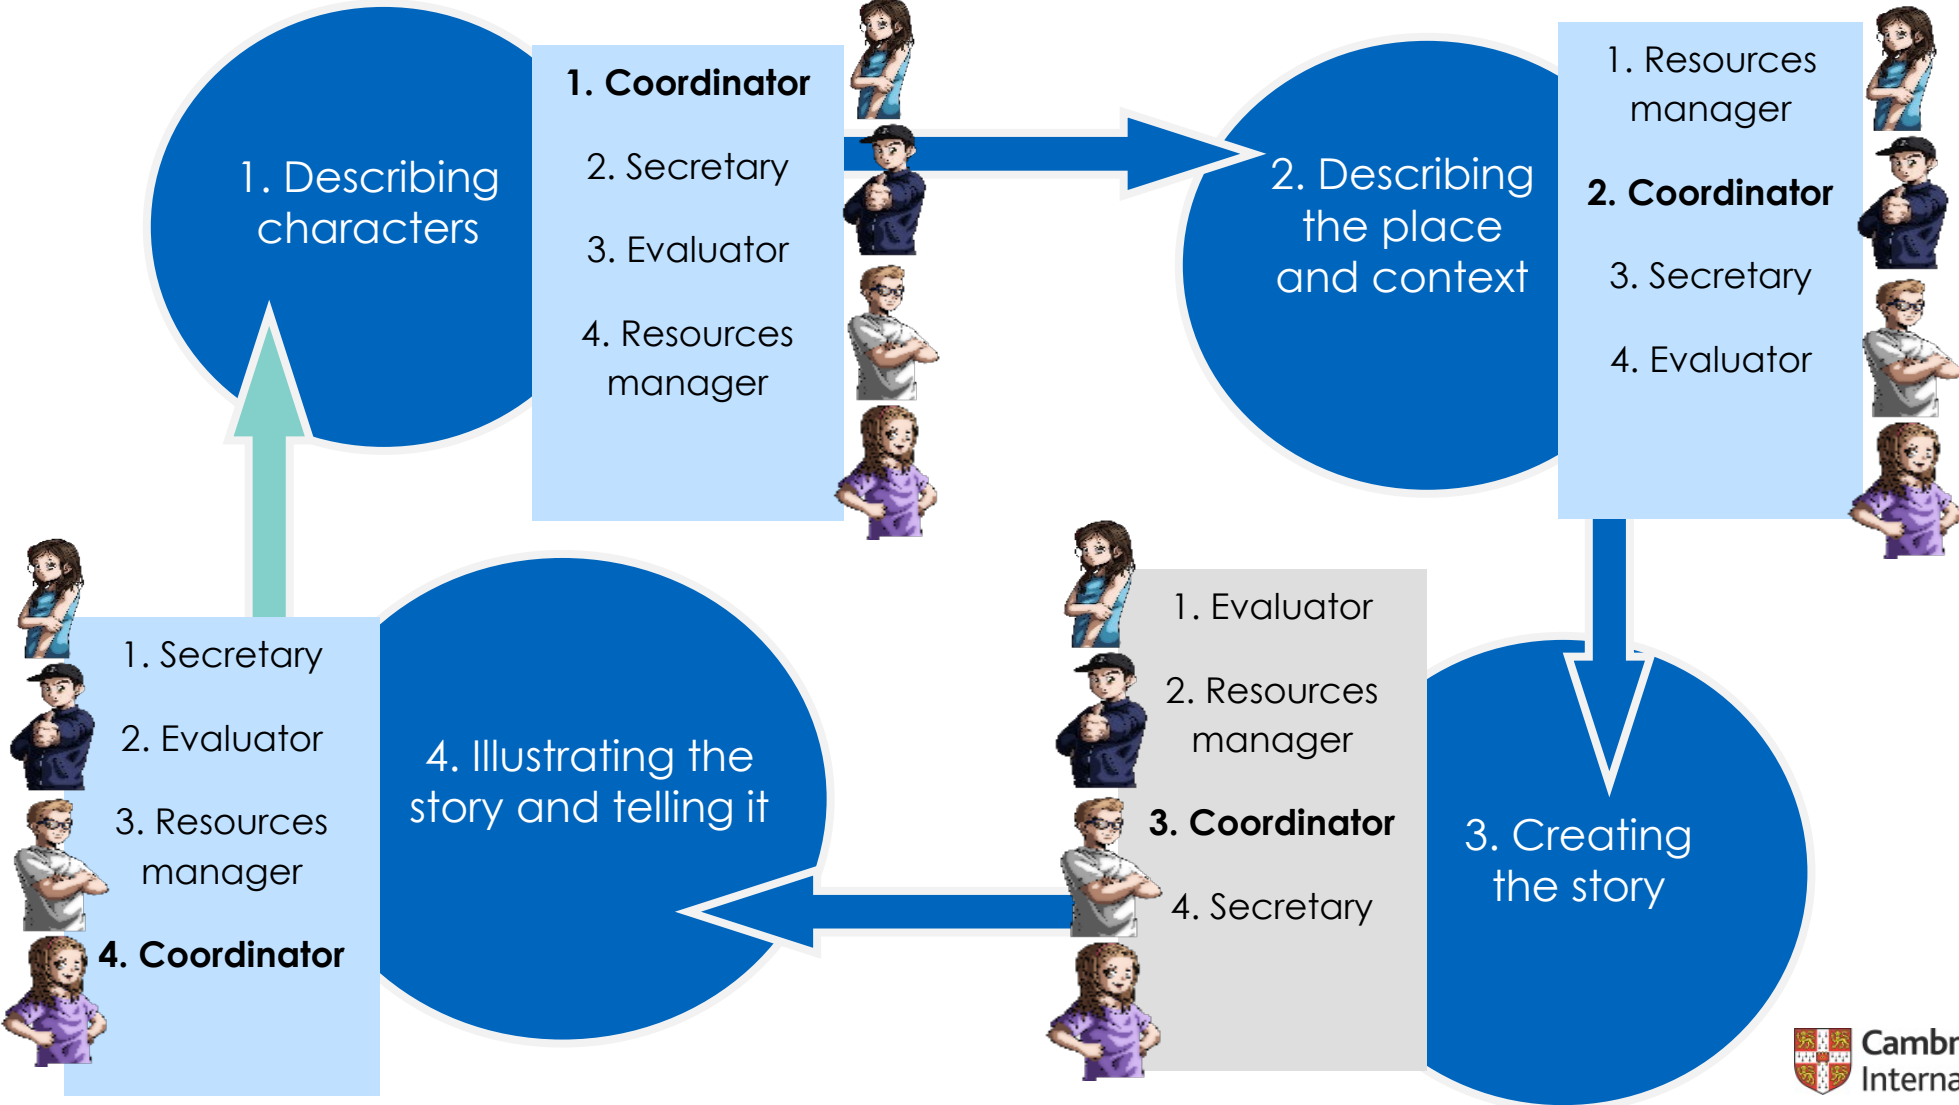 1. Describing
characters
1. Coordinator
2. Secretary
3. Evaluator
4. Resources
manager
2. Describing
the place
and context
1. Resources
manager
2. Coordinator
3. Secretary
4. Evaluator
1. Evaluator
2. Resources
manager
3. Coordinator
4. Secretary
3. Creating
the story
4. Illustrating the
story and telling it
1. Secretary
2. Evaluator
3. Resources
manager
4. Coordinator
Cambr
Interna